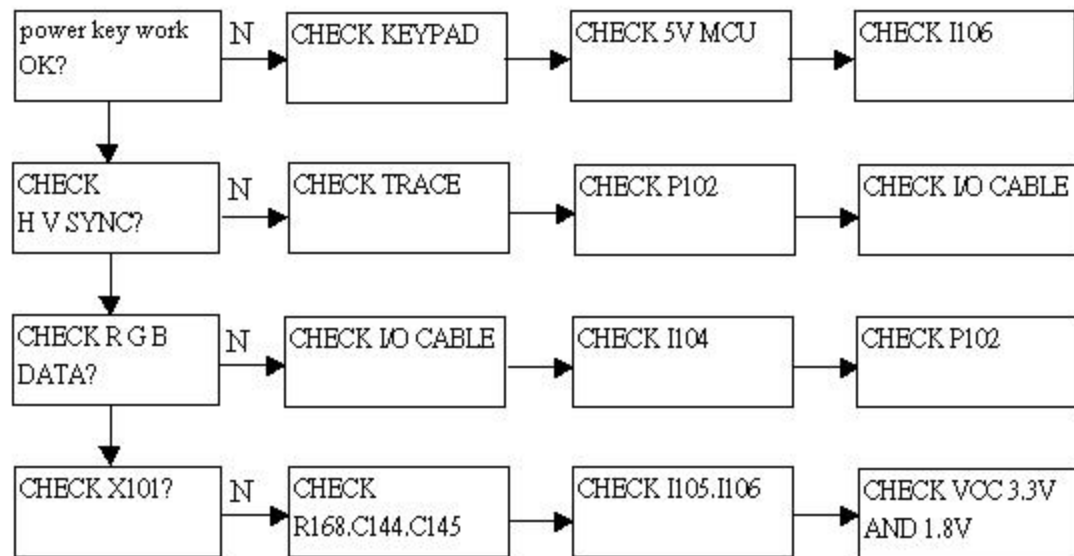 power key work
OK?
N
CHECK KEYPAD
CHECK 5V MCU
CHECK I106
CHECK
H V SYNC?
N
CHECK TRACE
CHECK P102
CHECK I/O CABLE
CHECK R G B
DATA?
N
CHECK I/O CABLE
CHECK I104
CHECK P102
CHECK X101?
N
CHECK
R168.C144.C145
CHECK I105.I106
CHECK VCC 3.3V
AND 1.8V